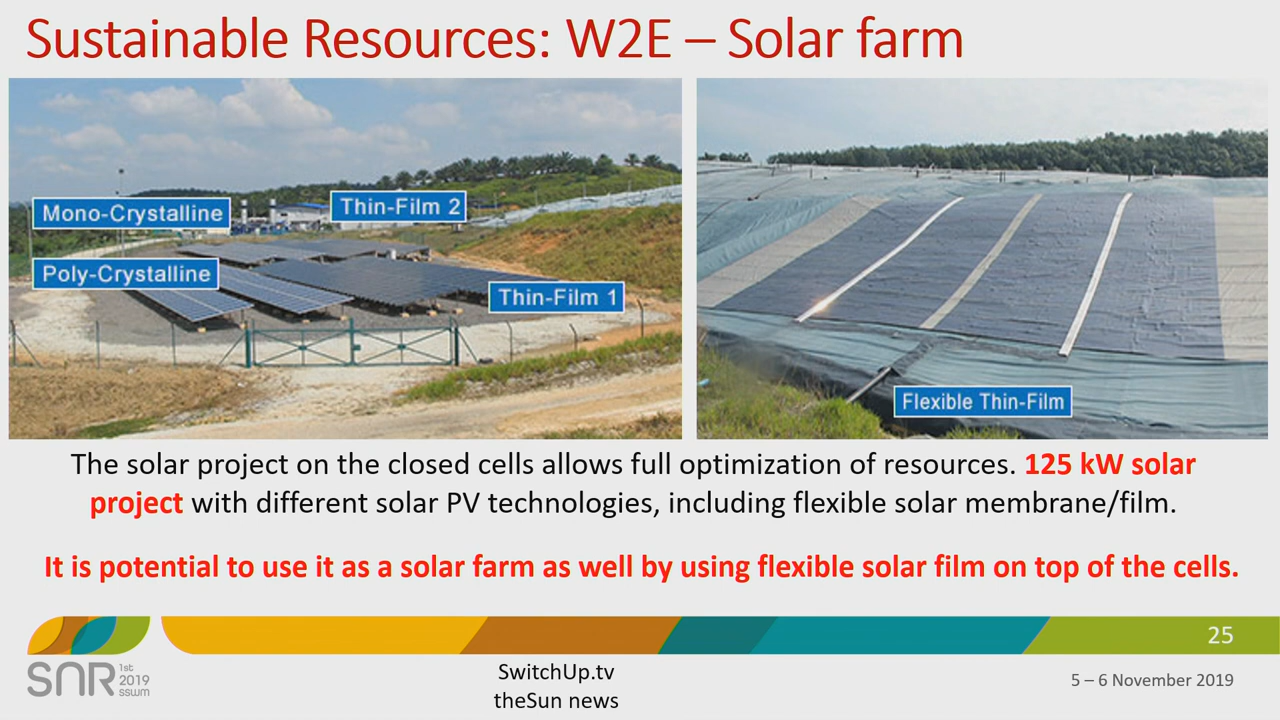 Sustainable Resources: W2E – Solar farm
Mono-Crystalline
Thin-Film 2
Poly-Crystalline
Thin-Film 1
Flexible Thin-Film
The solar project on the closed cells allows full optimization of resources. 125 kW solar
project with different solar PV technologies, including flexible solar membrane/film.
It is potential to use it as a solar farm as well by using flexible solar film on top of the cells.
25
SNR
1st
2019
sswm
SwitchUp.tv
theSun news
5 – 6 November 2019